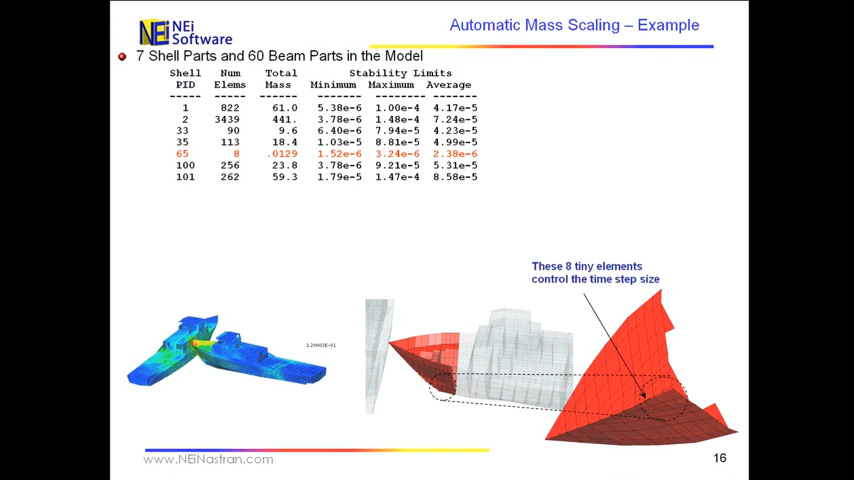 NEi
NEi
Software
Automatic Mass Scaling – Example
7 Shell Parts and 60 Beam Parts in the Model
Shell Num Total Stability Limits
PID Elems Mass Minimum Maximum Average
----- ----- ------ ------- ------- -------
1 822 61.0 5.38e-6 1.00e-4 4.17e-5
2 3439 441. 3.78e-6 1.48e-4 7.24e-5
33 90 9.6 6.40e-6 7.94e-5 4.23e-5
35 113 18.4 1.03e-5 8.81e-5 4.99e-5
65 8 .0129 1.52e-6 3.24e-6 2.38e-6
100 256 23.8 3.78e-6 9.21e-5 5.31e-5
101 262 59.3 1.79e-5 1.47e-4 8.58e-5
These 8 tiny elements
control the time step size
1.20003E-01
www.NEiNastran.com
16